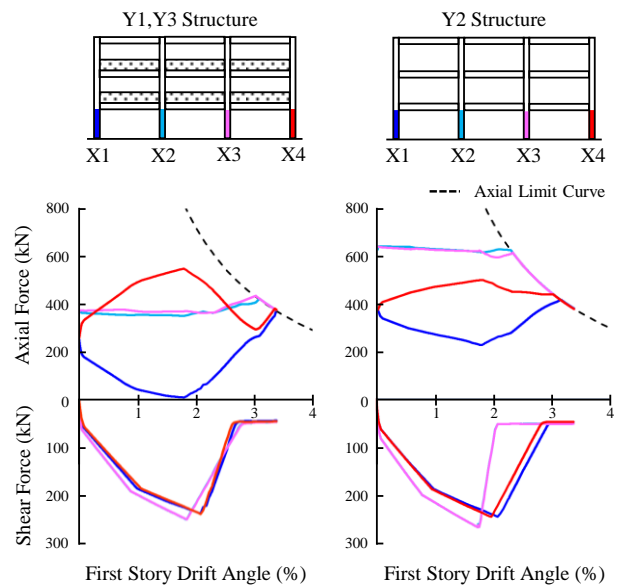 Y1,Y3 Structure
Y2 Structure
X1 X2 X3 X4
X1 X2 X3 X4
Axial Limit Curve
Axial Force (kN)
800
600
400
200
0
800
600
400
200
0
1 2 3 4
1 2 3 4
Shear Force (kN)
100
200
300
100
200
300
First Story Drift Angle (%)
First Story Drift Angle (%)